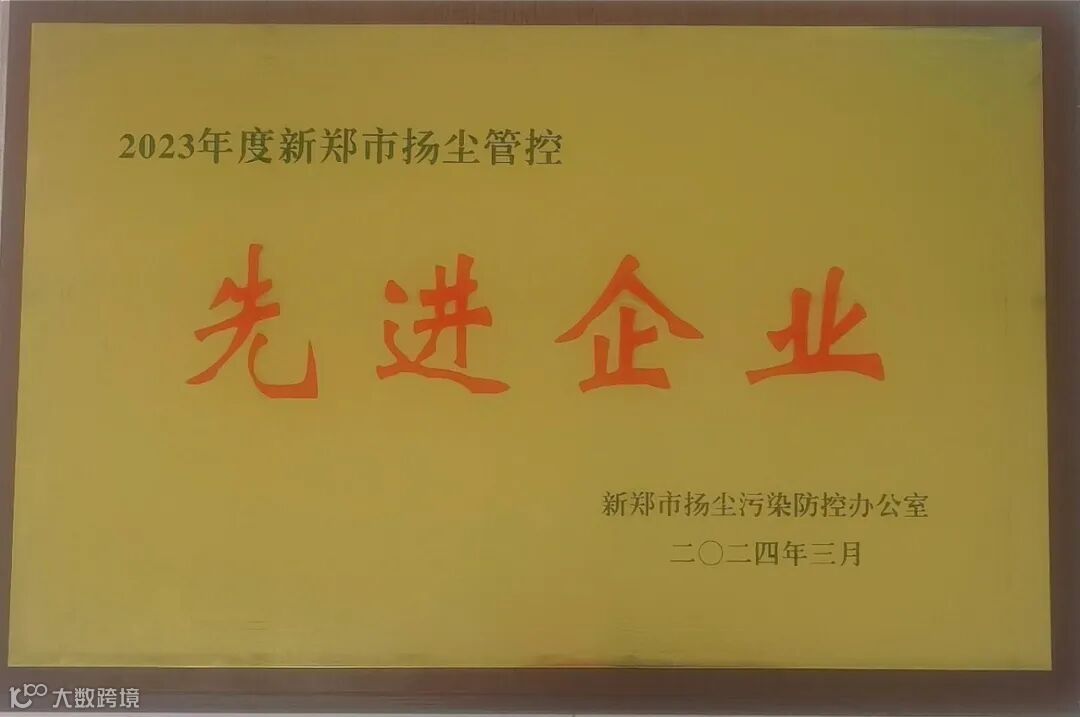 2023年度新郑市扬尘管控
先进企业
新郑市扬尘污染防控办公室
二〇二四年三月
大数跨境